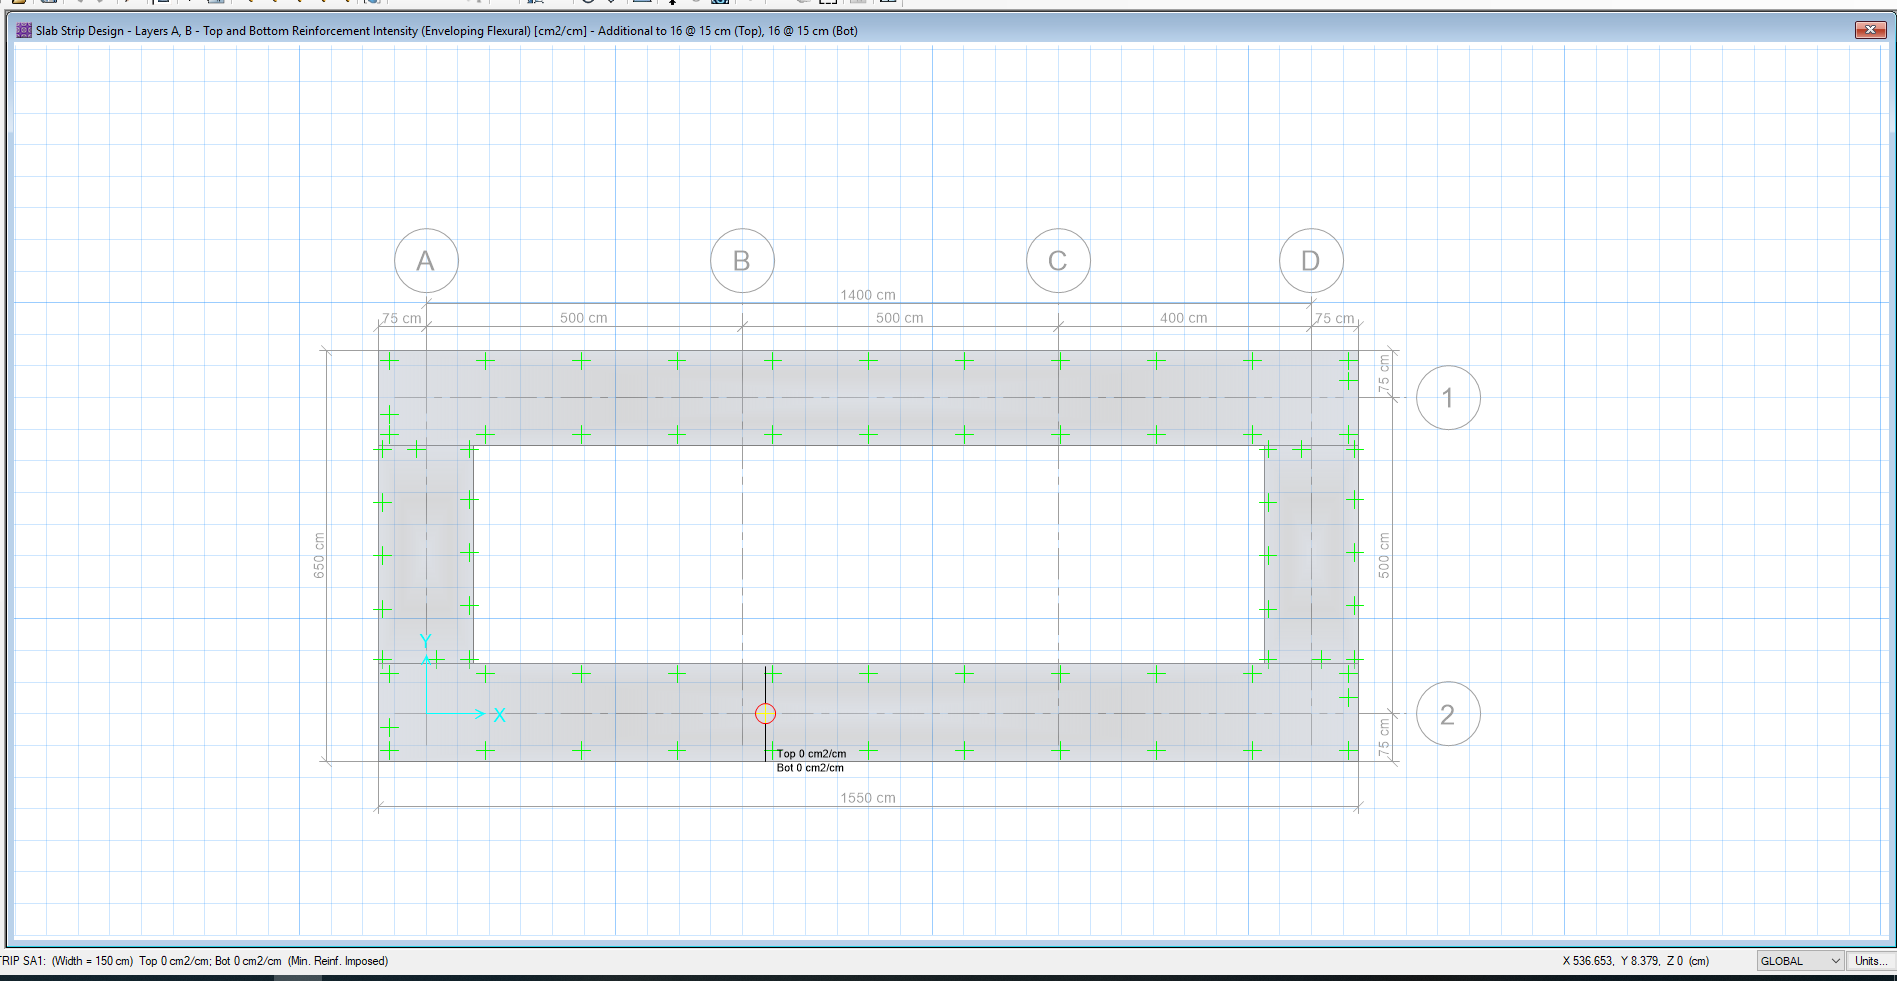 Slab Strip Design - Layers A, B - Top and Bottom Reinforcement Intensity (Enveloping Flexural) [cm2/cm] - Additional to 16 @ 15 cm (Top), 16 @ 15 cm (Bot)
A B C D
1400 cm
75 cm 500 cm 500 cm 400 cm 75 cm
75 cm
1
650 cm
500 cm
Y
X
2
75 cm
Top 0 cm2/cm
Bot 0 cm2/cm
1550 cm
TRIP SA1: (Width = 150 cm) Top 0 cm2/cm; Bot 0 cm2/cm (Min. Reinf. Imposed) X 536.653, Y 8.379, Z 0 (cm) GLOBAL Units...